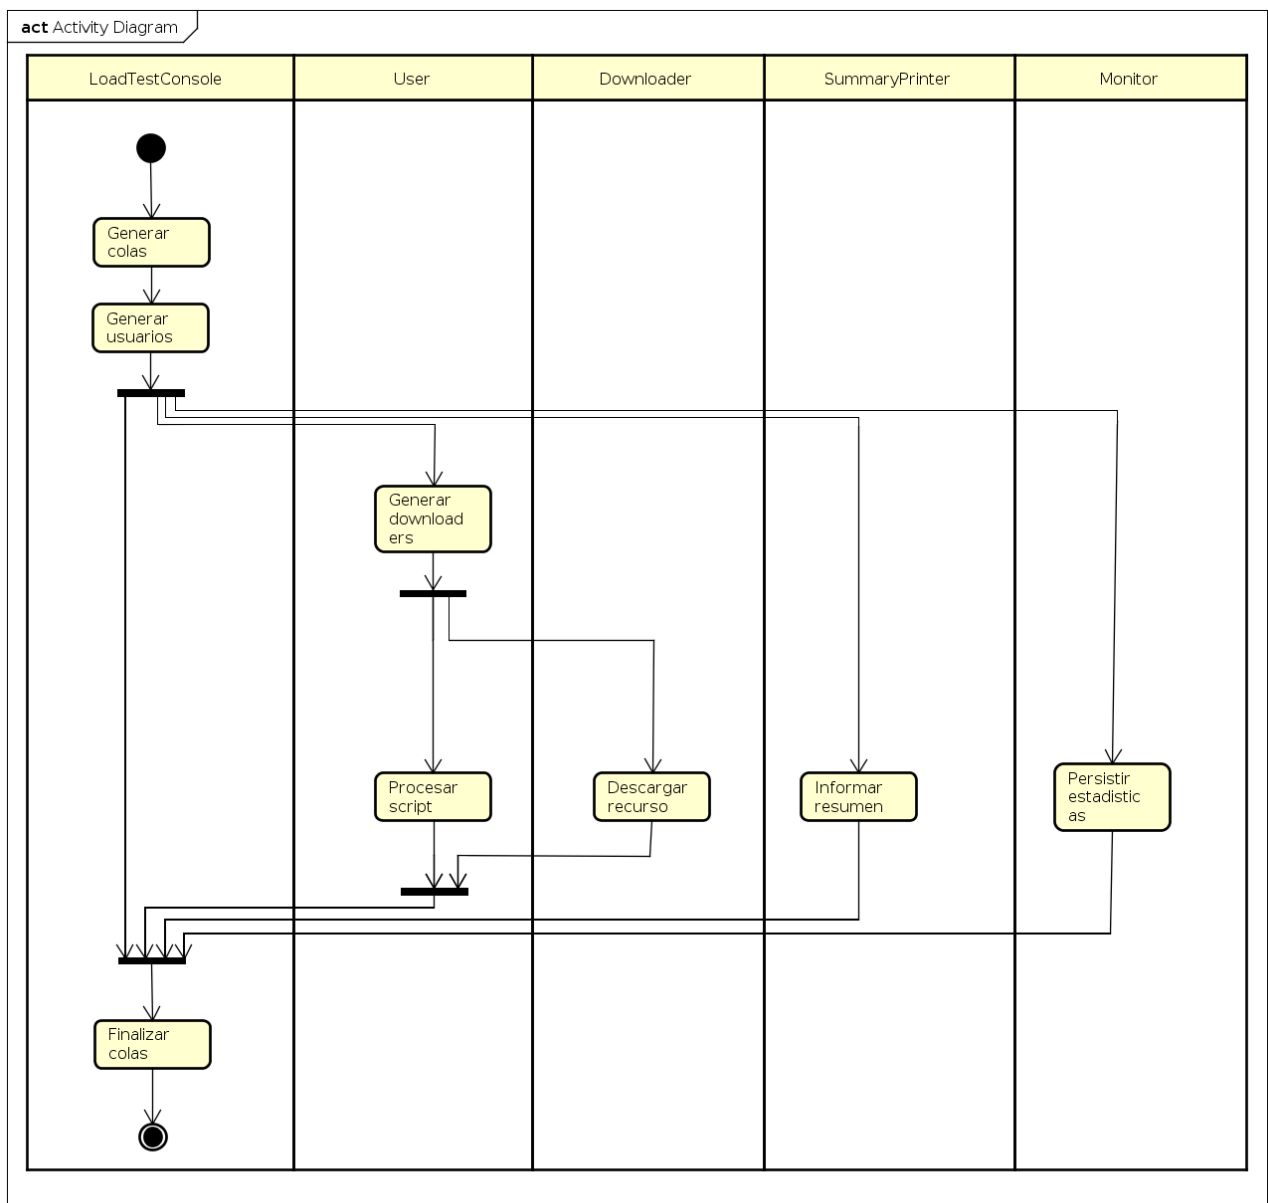 act Activity Diagram
LoadTestConsole
User
Downloader
SummaryPrinter
Monitor
Generar
colas
Generar
usuarios
Generar
download
ers
Procesar
script
Descargar
recurso
Informar
resumen
Persistir
estadistic
as
Finalizar
colas